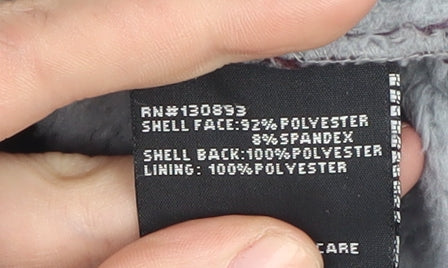 RN#130893
SHELL FACE:92%POLYESTER
8%SPANDEX
SHELL BACK:100%POLYESTER
LINING: 100%POLYESTER
CARE